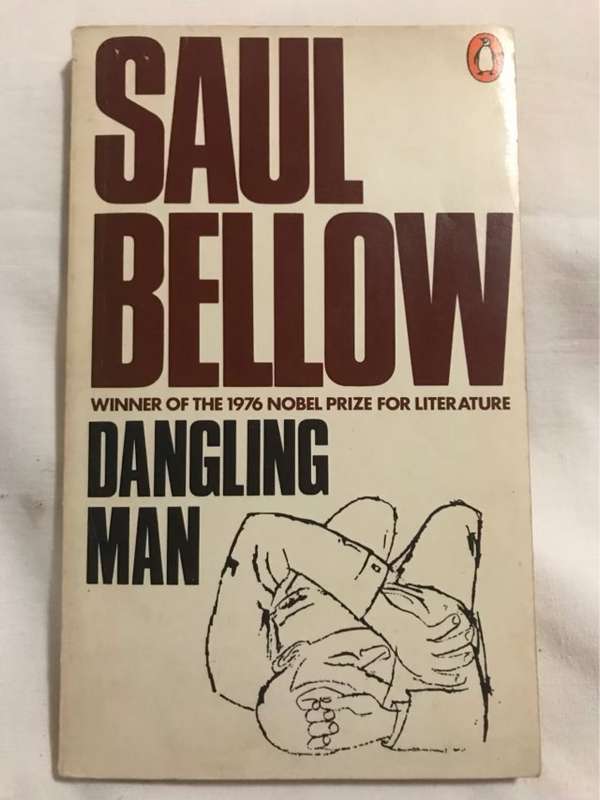 SAUL
BELLOW
WINNER OF THE 1976 NOBEL PRIZE FOR LITERATURE
DANGLING
MAN